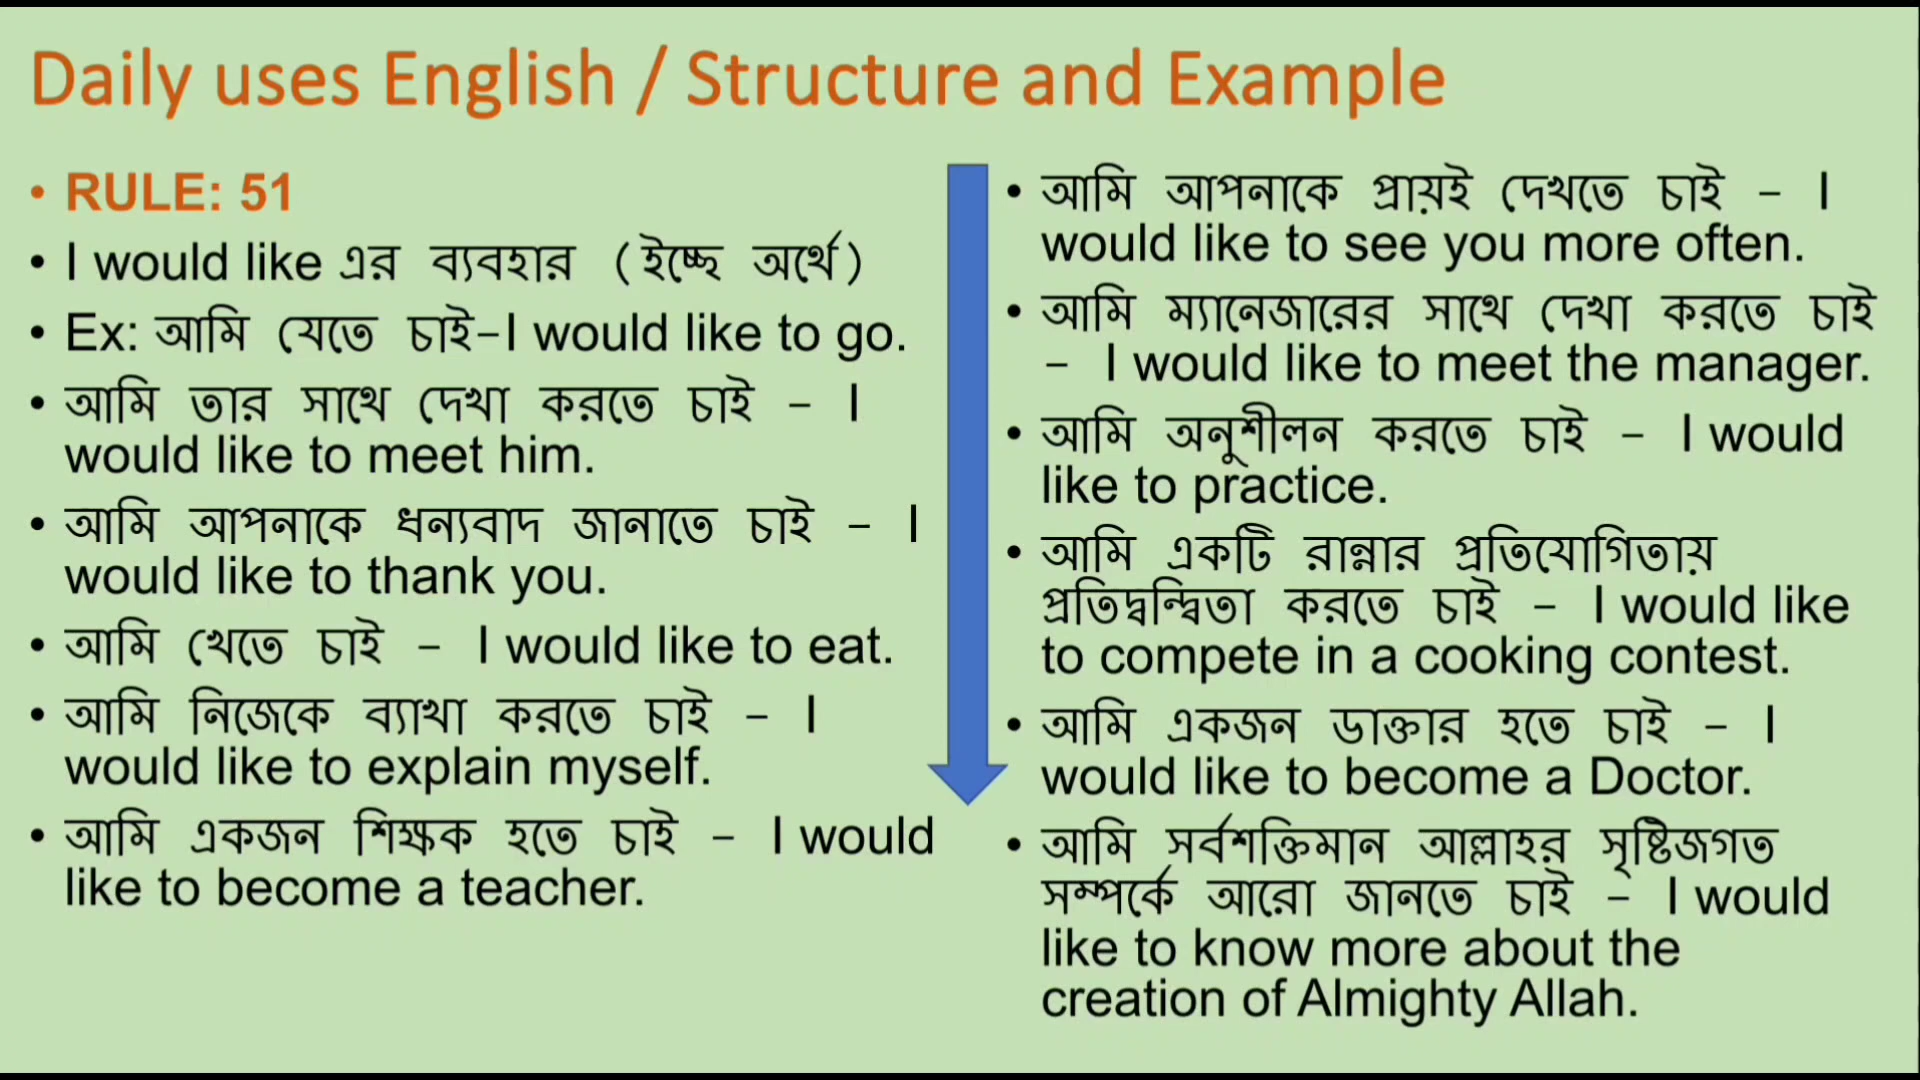 Daily uses English / Structure and Example
• RULE: 51
• I would like এর ব্যবহার (ইচ্ছে অর্থে)
• Ex: আমি যেতে চাই–I would like to go.
• আমি তার সাথে দেখা করতে চাই – I
would like to meet him.
• আমি আপনাকে ধন্যবাদ জানাতে চাই – I
would like to thank you.
• আমি খেতে চাই – I would like to eat.
• আমি নিজেকে ব্যাখা করতে চাই – I
would like to explain myself.
• আমি একজন শিক্ষক হতে চাই – I would
like to become a teacher.
• আমি আপনাকে প্রায়ই দেখতে চাই – I
would like to see you more often.
• আমি ম্যানেজারের সাথে দেখা করতে চাই
– I would like to meet the manager.
• আমি অনুশীলন করতে চাই – I would
like to practice.
• আমি একটি রান্নার প্রতিযোগিতায়
প্রতিদ্বন্দ্বিতা করতে চাই – I would like
to compete in a cooking contest.
• আমি একজন ডাক্তার হতে চাই – I
would like to become a Doctor.
• আমি সর্বশক্তিমান আল্লাহর সৃষ্টিজগত
সম্পর্কে আরো জানতে চাই – I would
like to know more about the
creation of Almighty Allah.